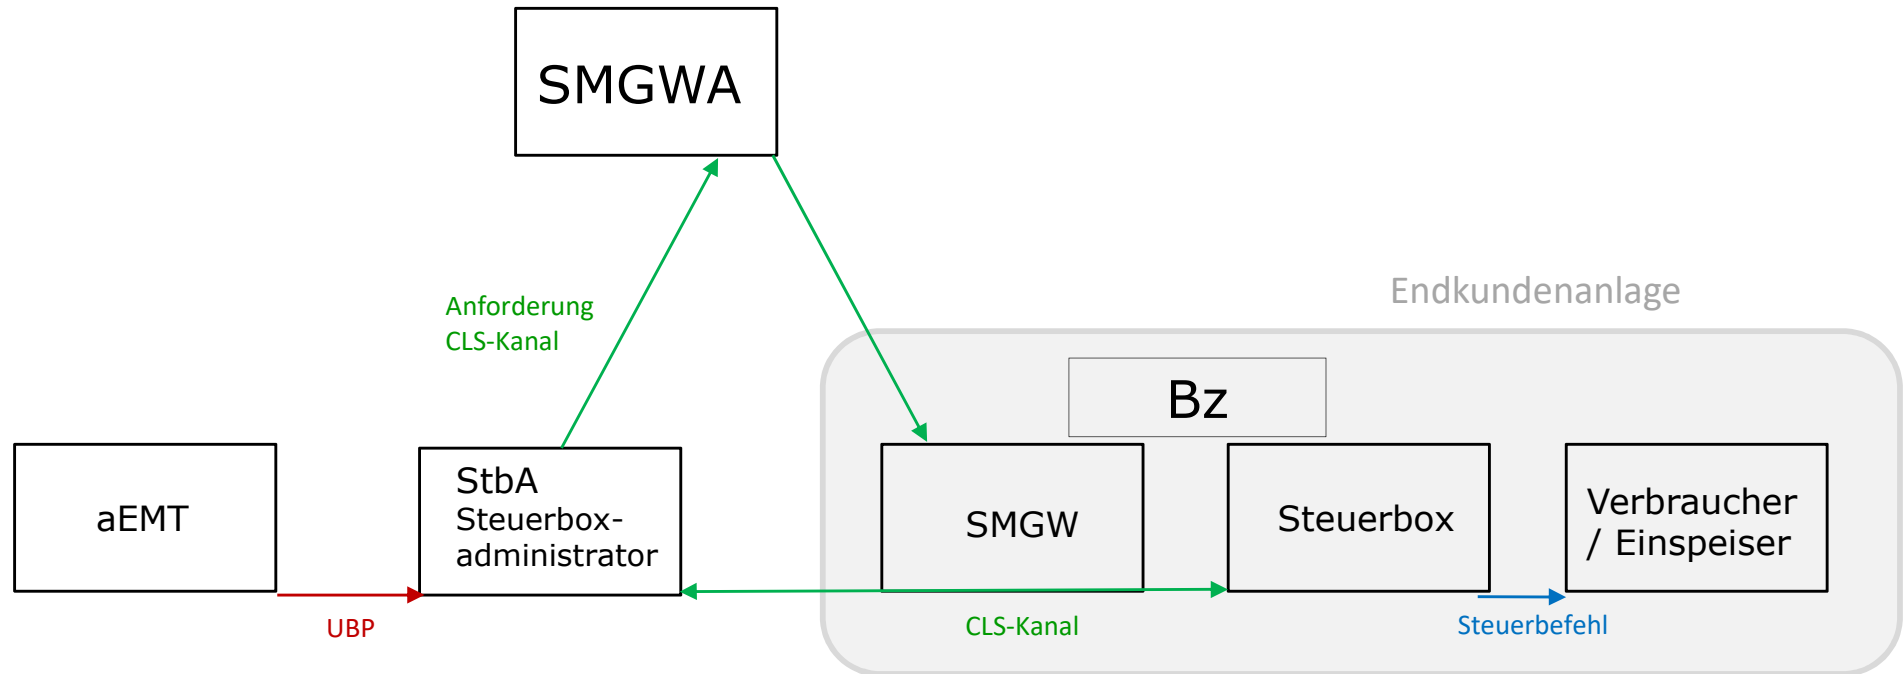 SMGWA
Anforderung
CLS-Kanal
Endkundenanlage
Bz
aEMT
StbA
Steuerbox-
administrator
SMGW
Steuerbox
Verbraucher
/ Einspeiser
UBP
CLS-Kanal
Steuerbefehl